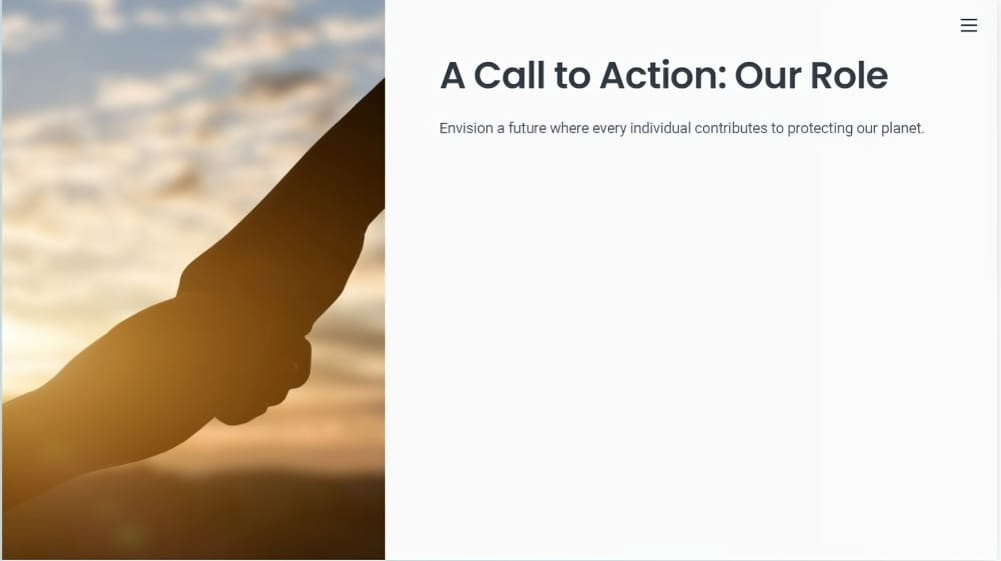 A Call to Action: Our Role
Envision a future where every individual contributes to protecting our planet.